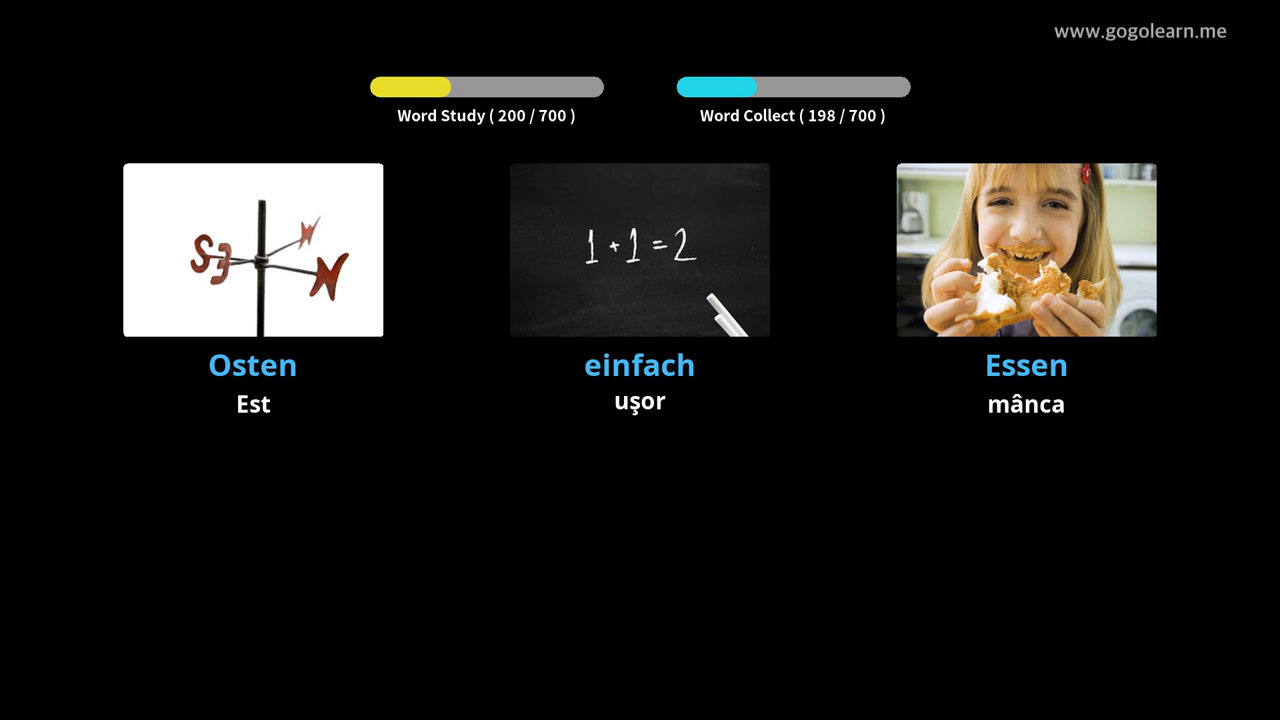 www.gogolearn.me
Word Study ( 200 / 700 )
Word Collect ( 198 / 700 )
S E N W
1 + 1 = 2
Osten
einfach
Essen
Est
uşor
mânca